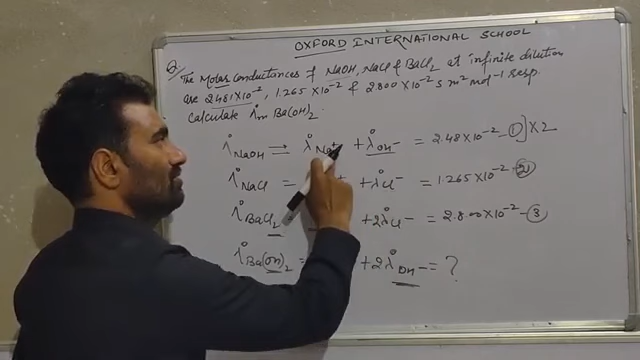 OXFORD INTERNATIONAL SCHOOL
Q/ The Molar Conductances of NaOH, NaCl & BaCl₂ at infinite dilution
are 2.481×10⁻², 1.265×10⁻² & 2.800×10⁻² S m² mol⁻¹ resp.
Calculate λ°m Ba(OH)₂.
λ°NaOH → λ°Na+ + λ°OH⁻ = 2.48×10⁻² –①]×2
λ°NaCl = + λ°Cl⁻ = 1.265×10⁻² –②
λ°BaCl₂ + 2λ°Cl⁻ = 2.800×10⁻² –③
λ°Ba(OH)₂ = + 2λ°OH⁻ = ?